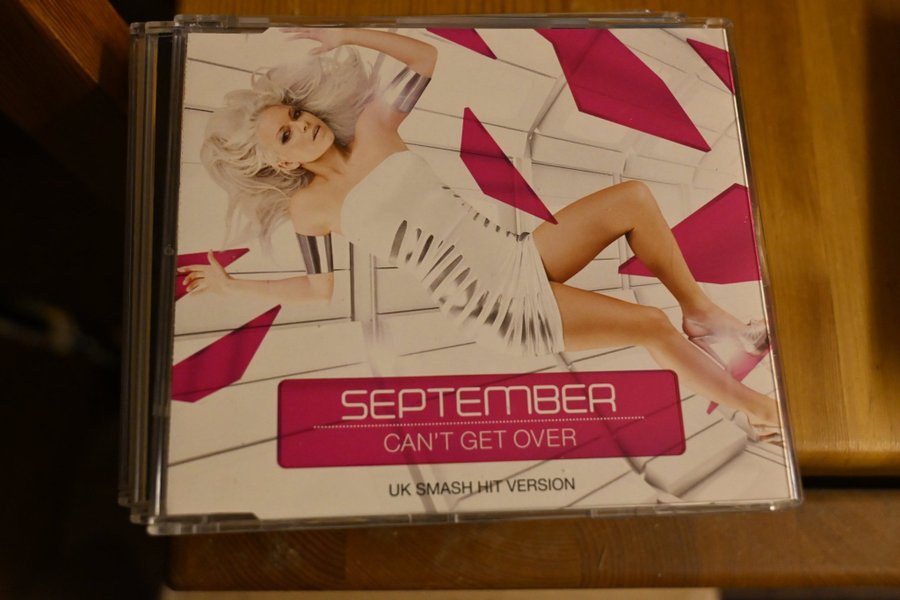 SEPTEMBER
CAN'T GET OVER
UK SMASH HIT VERSION